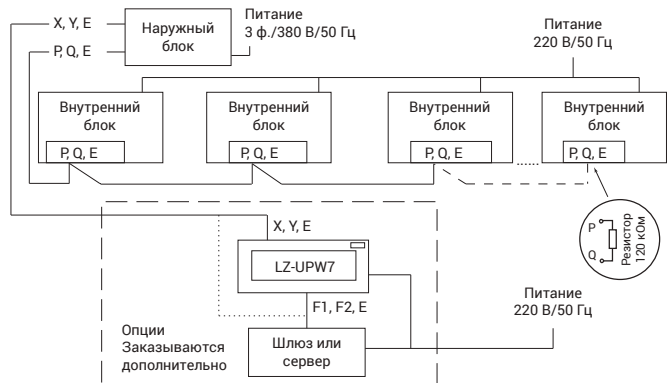 X, Y, E
P, Q, E
Наружный
блок
Питание
3 ф./380 В/50 Гц
Питание
220 В/50 Гц
Внутренний
блок
P, Q, E
Внутренний
блок
P, Q, E
Внутренний
блок
P, Q, E
Внутренний
блок
P, Q, E
P
Q
Резистор
120 кОм
X, Y, E
LZ-UPW7
F1, F2, E
Опции
Заказываются
дополнительно
Шлюз или
сервер
Питание
220 В/50 Гц